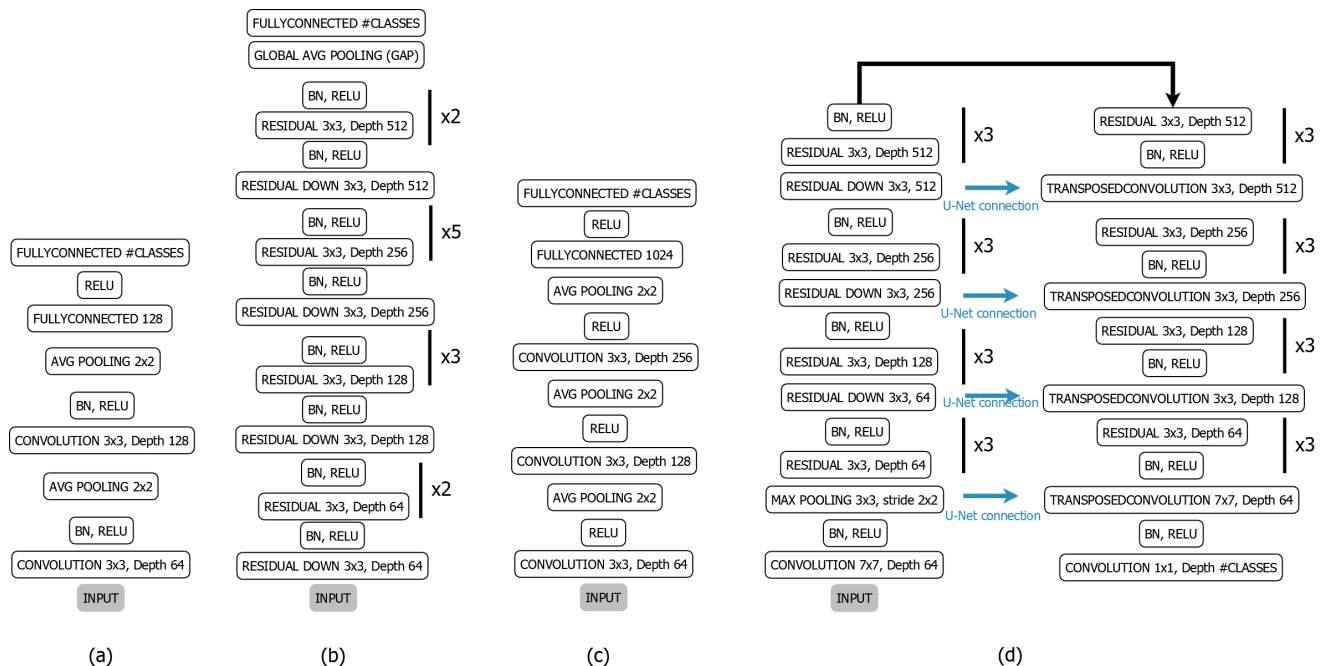 FULLYCONNECTED #CLASSES
RELU
FULLYCONNECTED 128
AVG POOLING 2x2
BN, RELU
CONVOLUTION 3x3, Depth 128
AVG POOLING 2x2
BN, RELU
CONVOLUTION 3x3, Depth 64
INPUT
(a)
FULLYCONNECTED #CLASSES
GLOBAL AVG POOLING (GAP)
BN, RELU
RESIDUAL 3x3, Depth 512
x2
BN, RELU
RESIDUAL DOWN 3x3, Depth 512
BN, RELU
RESIDUAL 3x3, Depth 256
x5
BN, RELU
RESIDUAL DOWN 3x3, Depth 256
BN, RELU
RESIDUAL 3x3, Depth 128
x3
BN, RELU
RESIDUAL DOWN 3x3, Depth 128
BN, RELU
RESIDUAL 3x3, Depth 64
x2
BN, RELU
RESIDUAL DOWN 3x3, Depth 64
INPUT
(b)
FULLYCONNECTED #CLASSES
RELU
FULLYCONNECTED 1024
AVG POOLING 2x2
RELU
CONVOLUTION 3x3, Depth 256
AVG POOLING 2x2
RELU
CONVOLUTION 3x3, Depth 128
AVG POOLING 2x2
RELU
CONVOLUTION 3x3, Depth 64
INPUT
(c)
BN, RELU
RESIDUAL 3x3, Depth 512
x3
RESIDUAL DOWN 3x3, 512
U-Net connection
BN, RELU
RESIDUAL 3x3, Depth 256
x3
RESIDUAL DOWN 3x3, 256
U-Net connection
BN, RELU
RESIDUAL 3x3, Depth 128
x3
RESIDUAL DOWN 3x3, 64
U-Net connection
BN, RELU
RESIDUAL 3x3, Depth 64
x3
MAX POOLING 3x3, stride 2x2
U-Net connection
BN, RELU
CONVOLUTION 7x7, Depth 64
INPUT
RESIDUAL 3x3, Depth 512
BN, RELU
x3
TRANSPOSEDCONVOLUTION 3x3, Depth 512
RESIDUAL 3x3, Depth 256
BN, RELU
x3
TRANSPOSEDCONVOLUTION 3x3, Depth 256
RESIDUAL 3x3, Depth 128
BN, RELU
x3
TRANSPOSEDCONVOLUTION 3x3, Depth 128
RESIDUAL 3x3, Depth 64
BN, RELU
x3
TRANSPOSEDCONVOLUTION 7x7, Depth 64
BN, RELU
CONVOLUTION 1x1, Depth #CLASSES
(d)